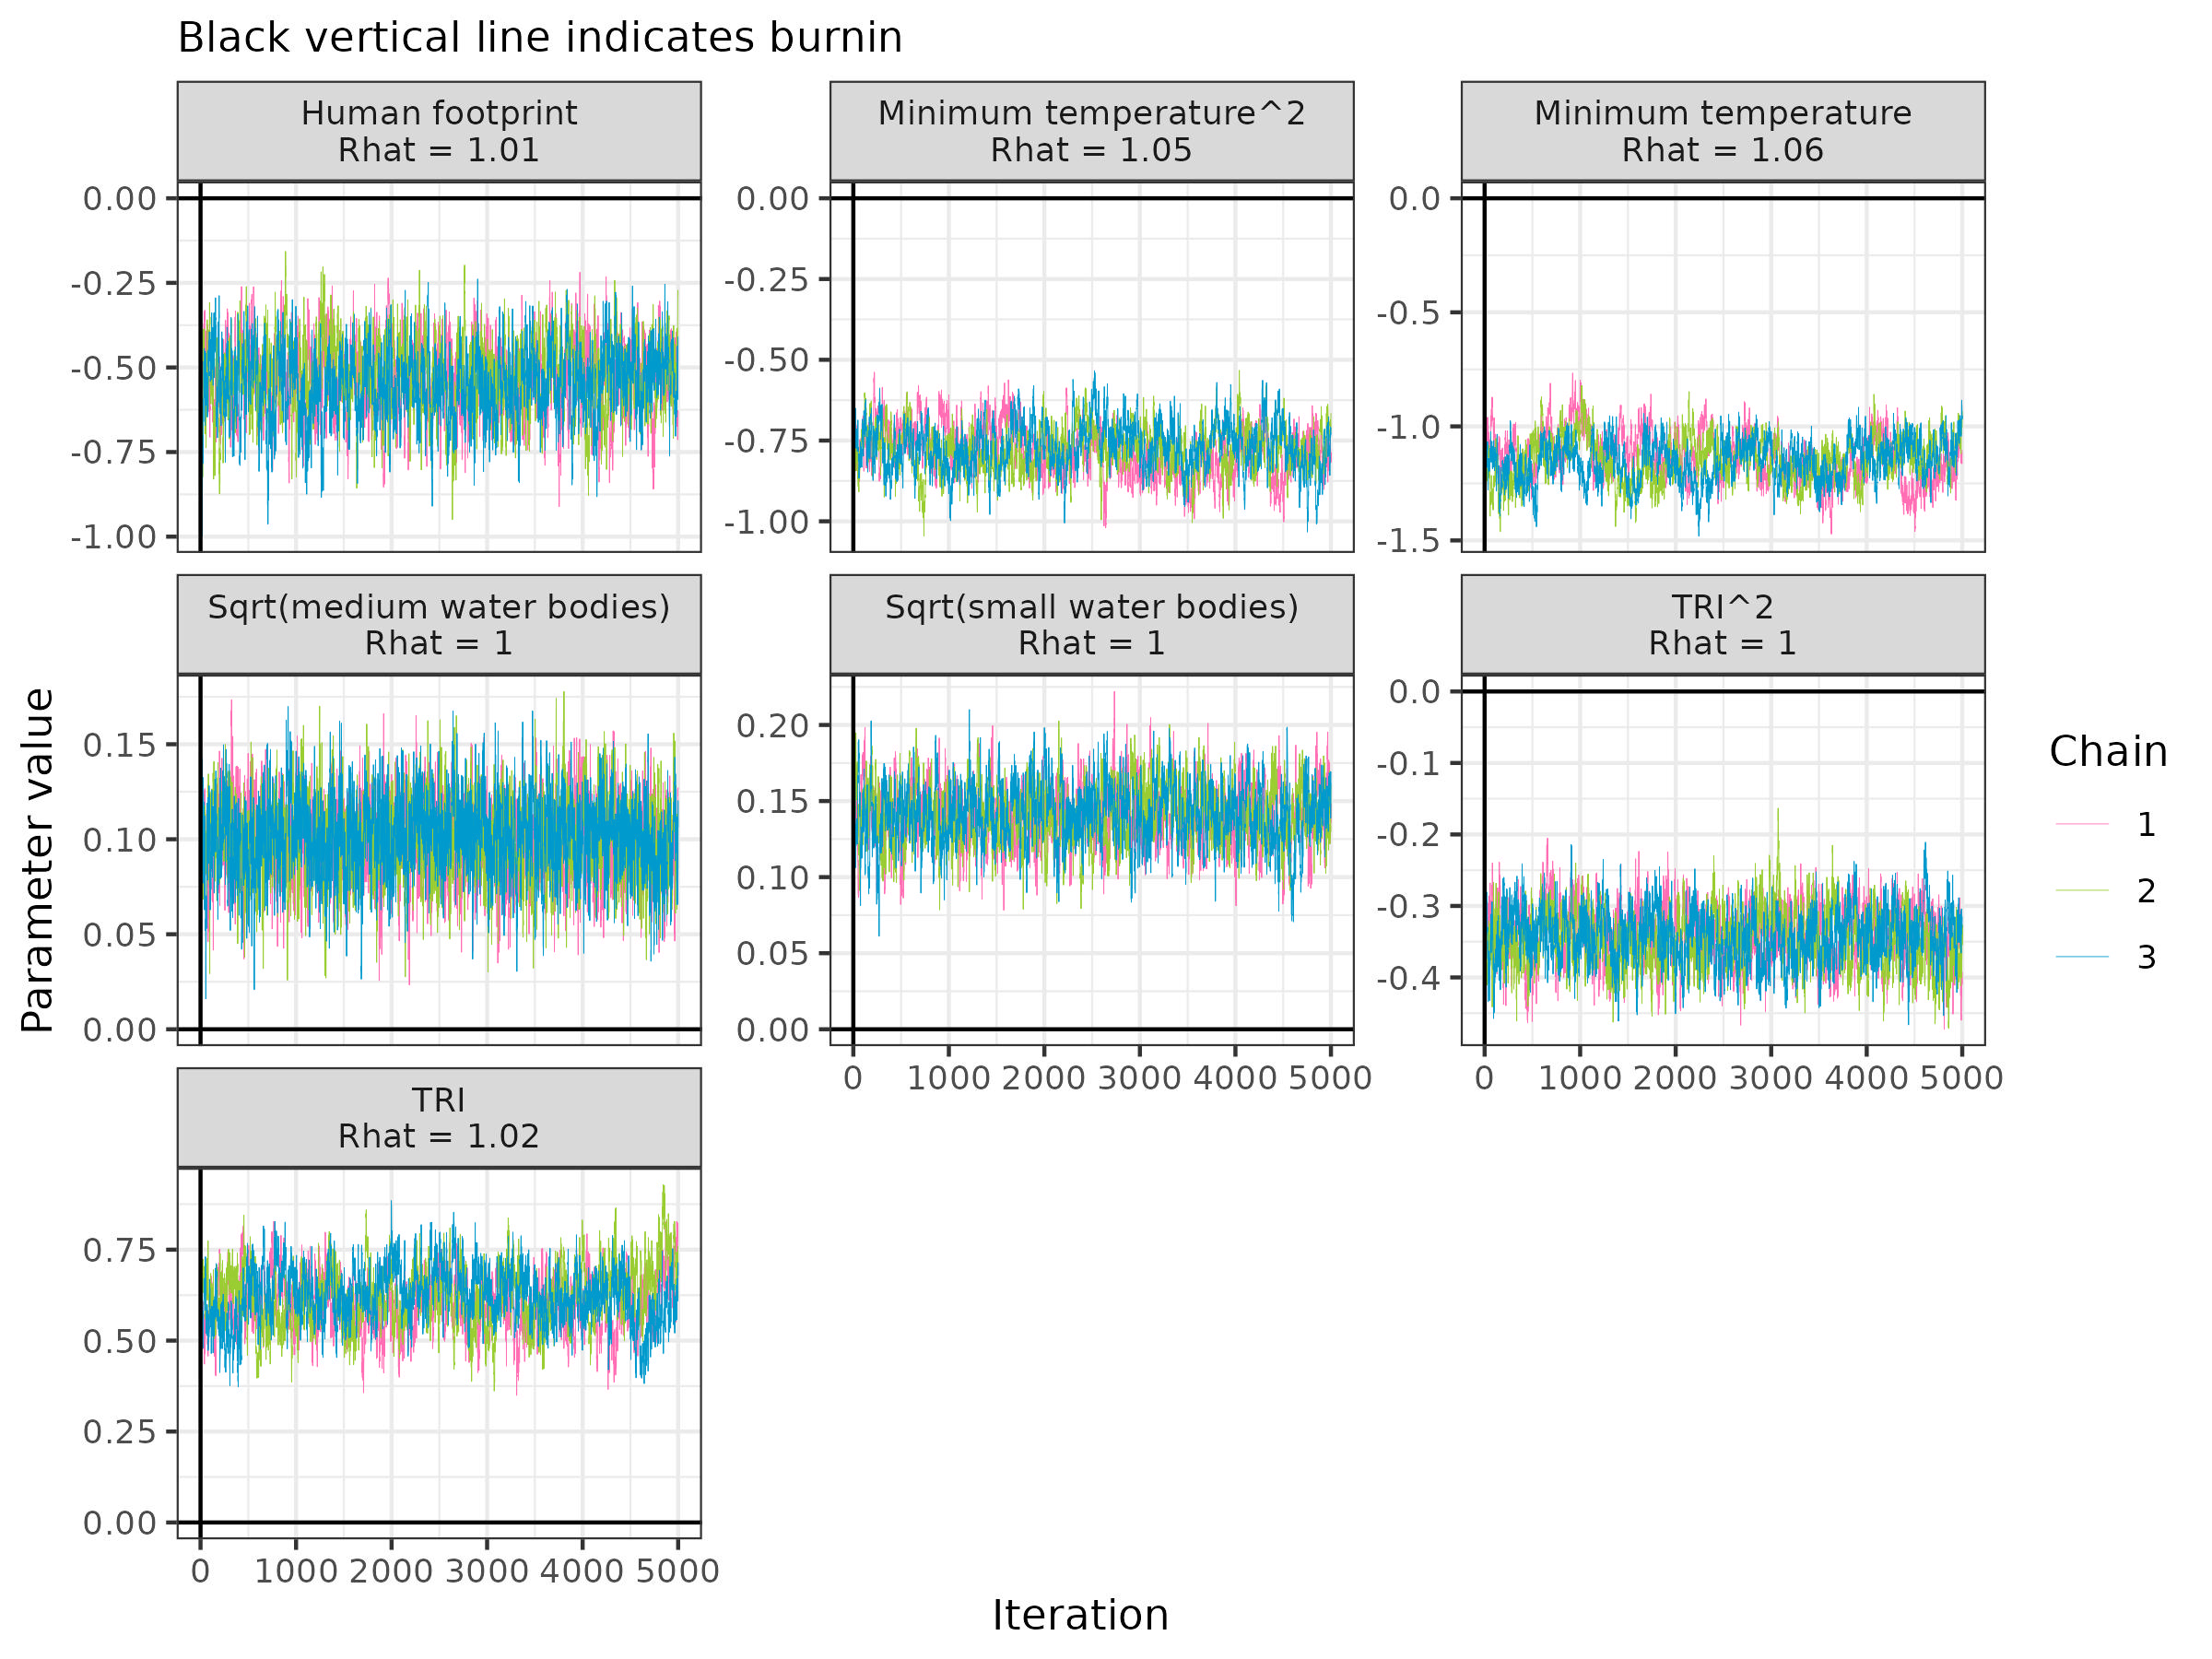 Black vertical line indicates burnin
Human footprint
Rhat = 1.01
Minimum temperature^2
Rhat = 1.05
Minimum temperature
Rhat = 1.06
0.00
-0.25
-0.50
-0.75
-1.00
0.00
-0.25
-0.50
-0.75
-1.00
0.0
-0.5
-1.0
-1.5
Sqrt(medium water bodies)
Rhat = 1
Sqrt(small water bodies)
Rhat = 1
TRI^2
Rhat = 1
0.15
0.10
0.05
0.00
0.20
0.15
0.10
0.05
0.00
0 1000 2000 3000 4000 5000
0.0
-0.1
-0.2
-0.3
-0.4
0 1000 2000 3000 4000 5000
TRI
Rhat = 1.02
0.75
0.50
0.25
0.00
0 1000 2000 3000 4000 5000
Parameter value
Iteration
Chain
1
2
3